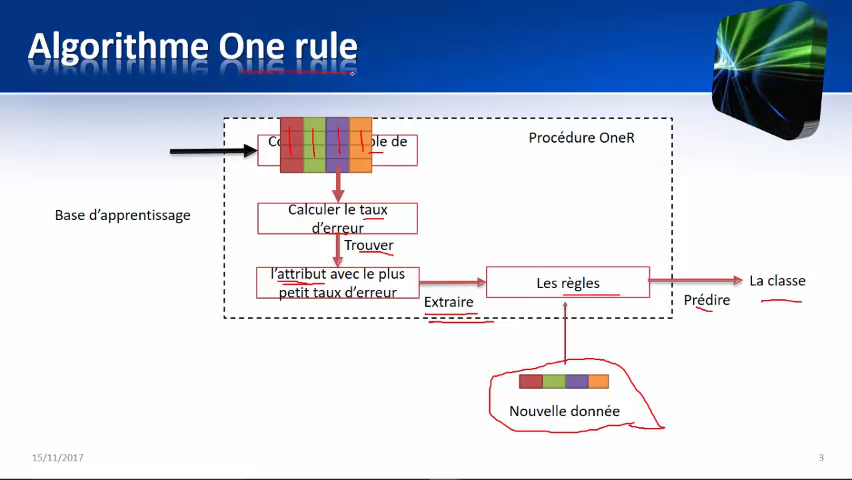 Algorithme One rule
Procédure OneR
de
Base d'apprentissage
Calculer le taux
d'erreur
Trouver
l'attribut avec le plus
petit taux d'erreur
Extraire
Les règles
Prédire
La classe
Nouvelle donnée
15/11/2017
3